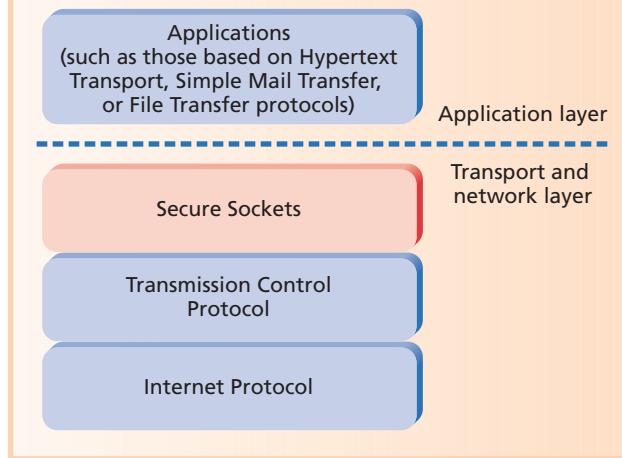 Applications
(such as those based on Hypertext
Transport, Simple Mail Transfer,
or File Transfer protocols)
Application layer
Transport and
network layer
Secure Sockets
Transmission Control
Protocol
Internet Protocol